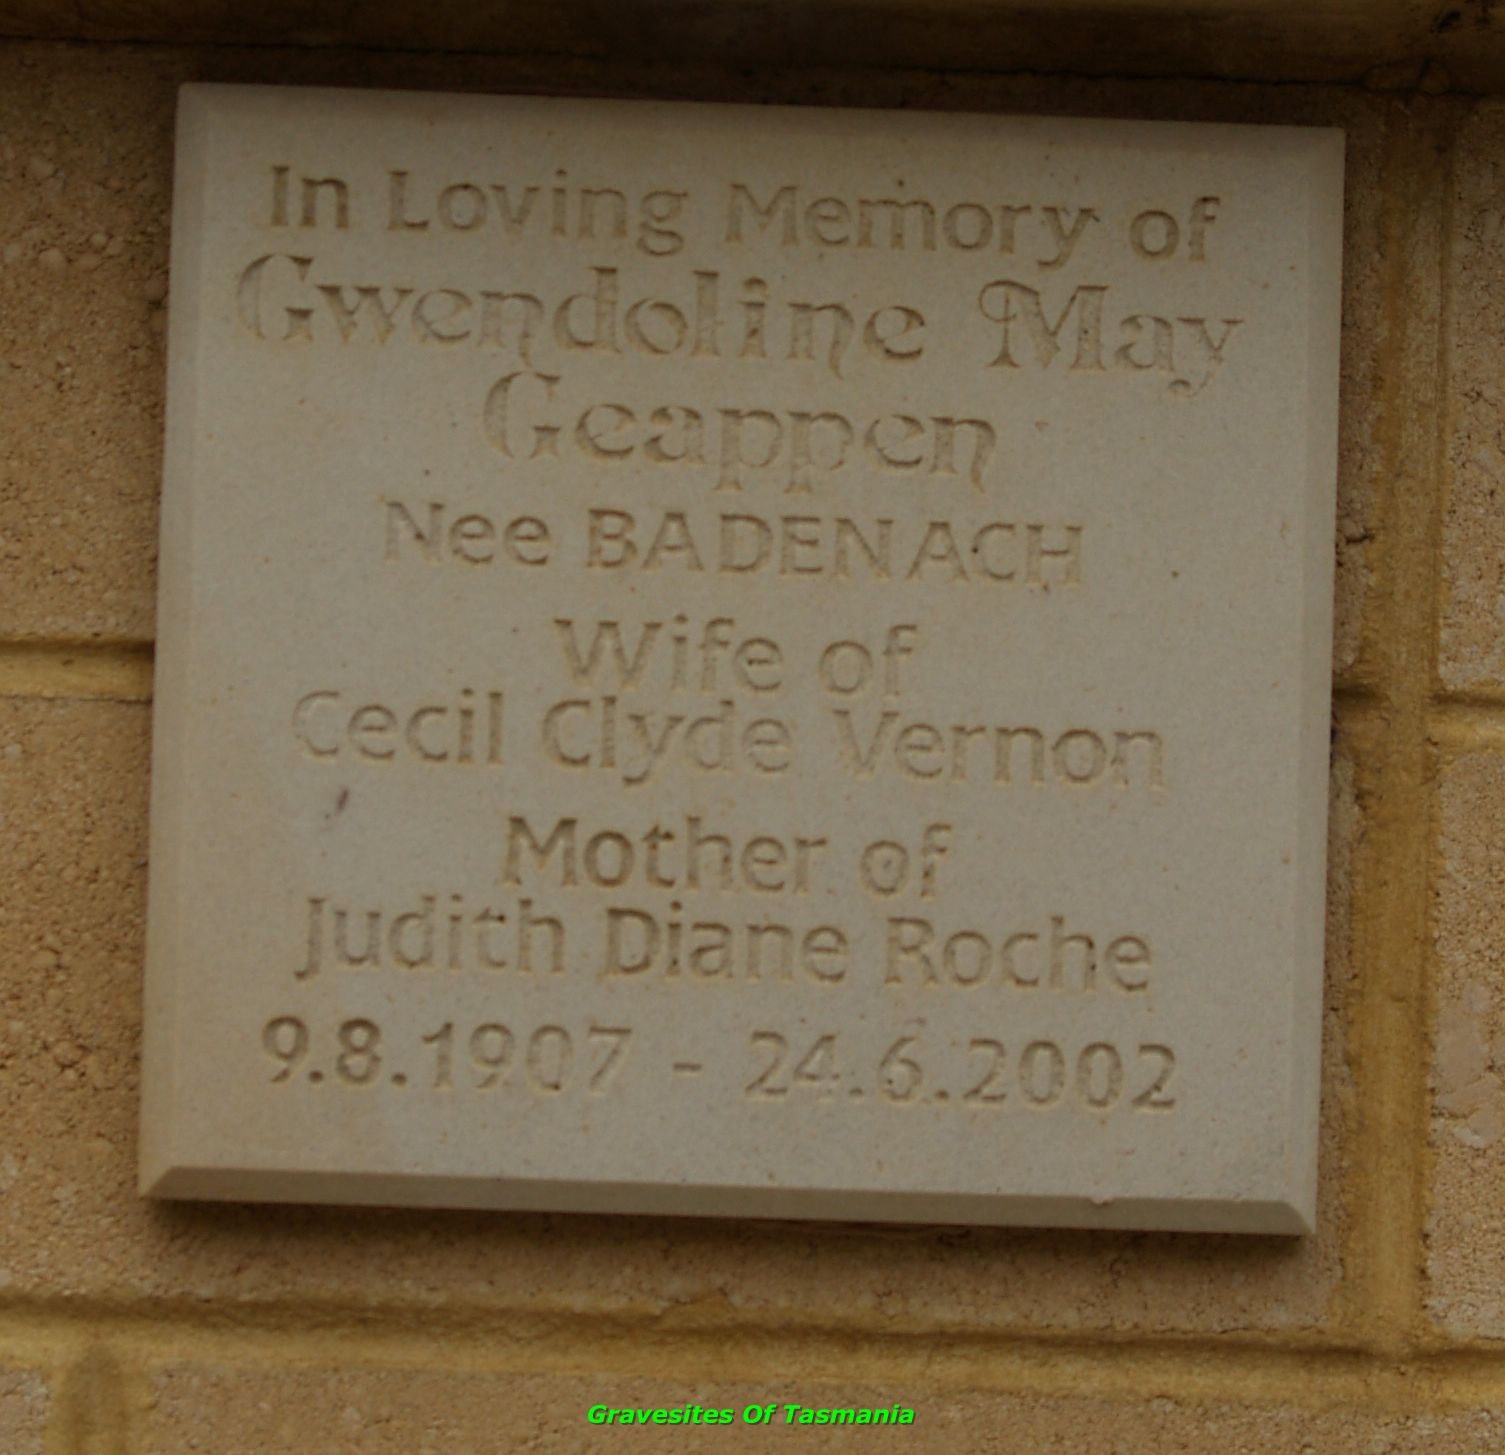 In Loving Memory of
Gwendoline May
Geappen
Nee BADENACH
Wife of
Cecil Clyde Vernon
Mother of
Judith Diane Roche
9.8.1907 - 24.6.2002
Gravesites Of Tasmania